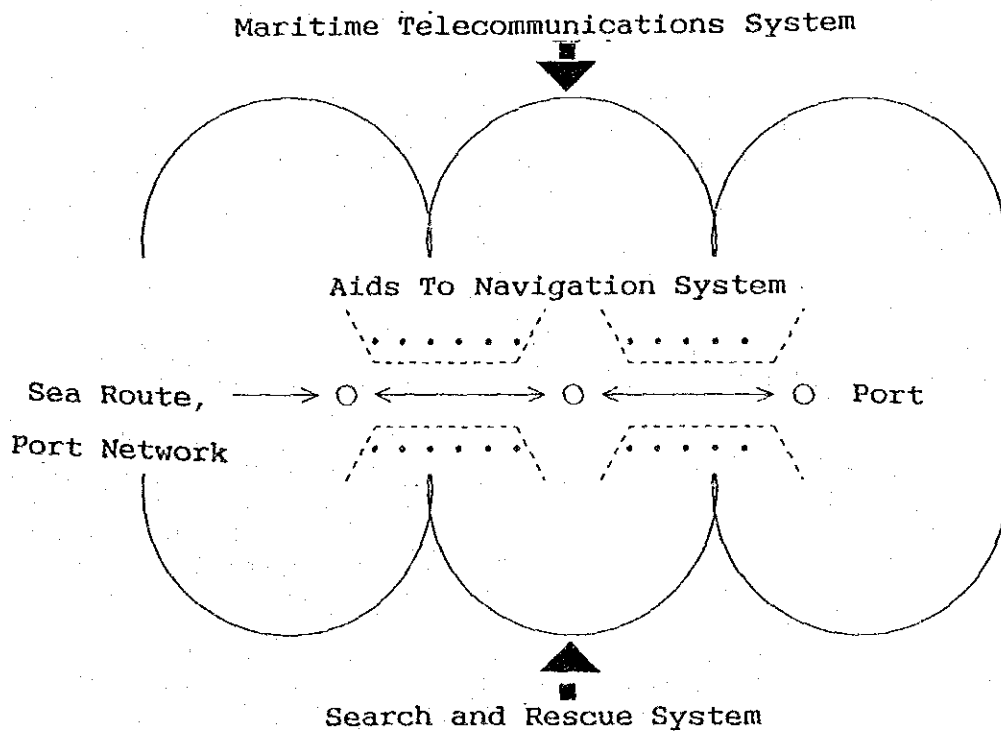 Maritime Telecommunications System
Aids To Navigation System
Sea Route,
Port
Port Network
Search and Rescue System